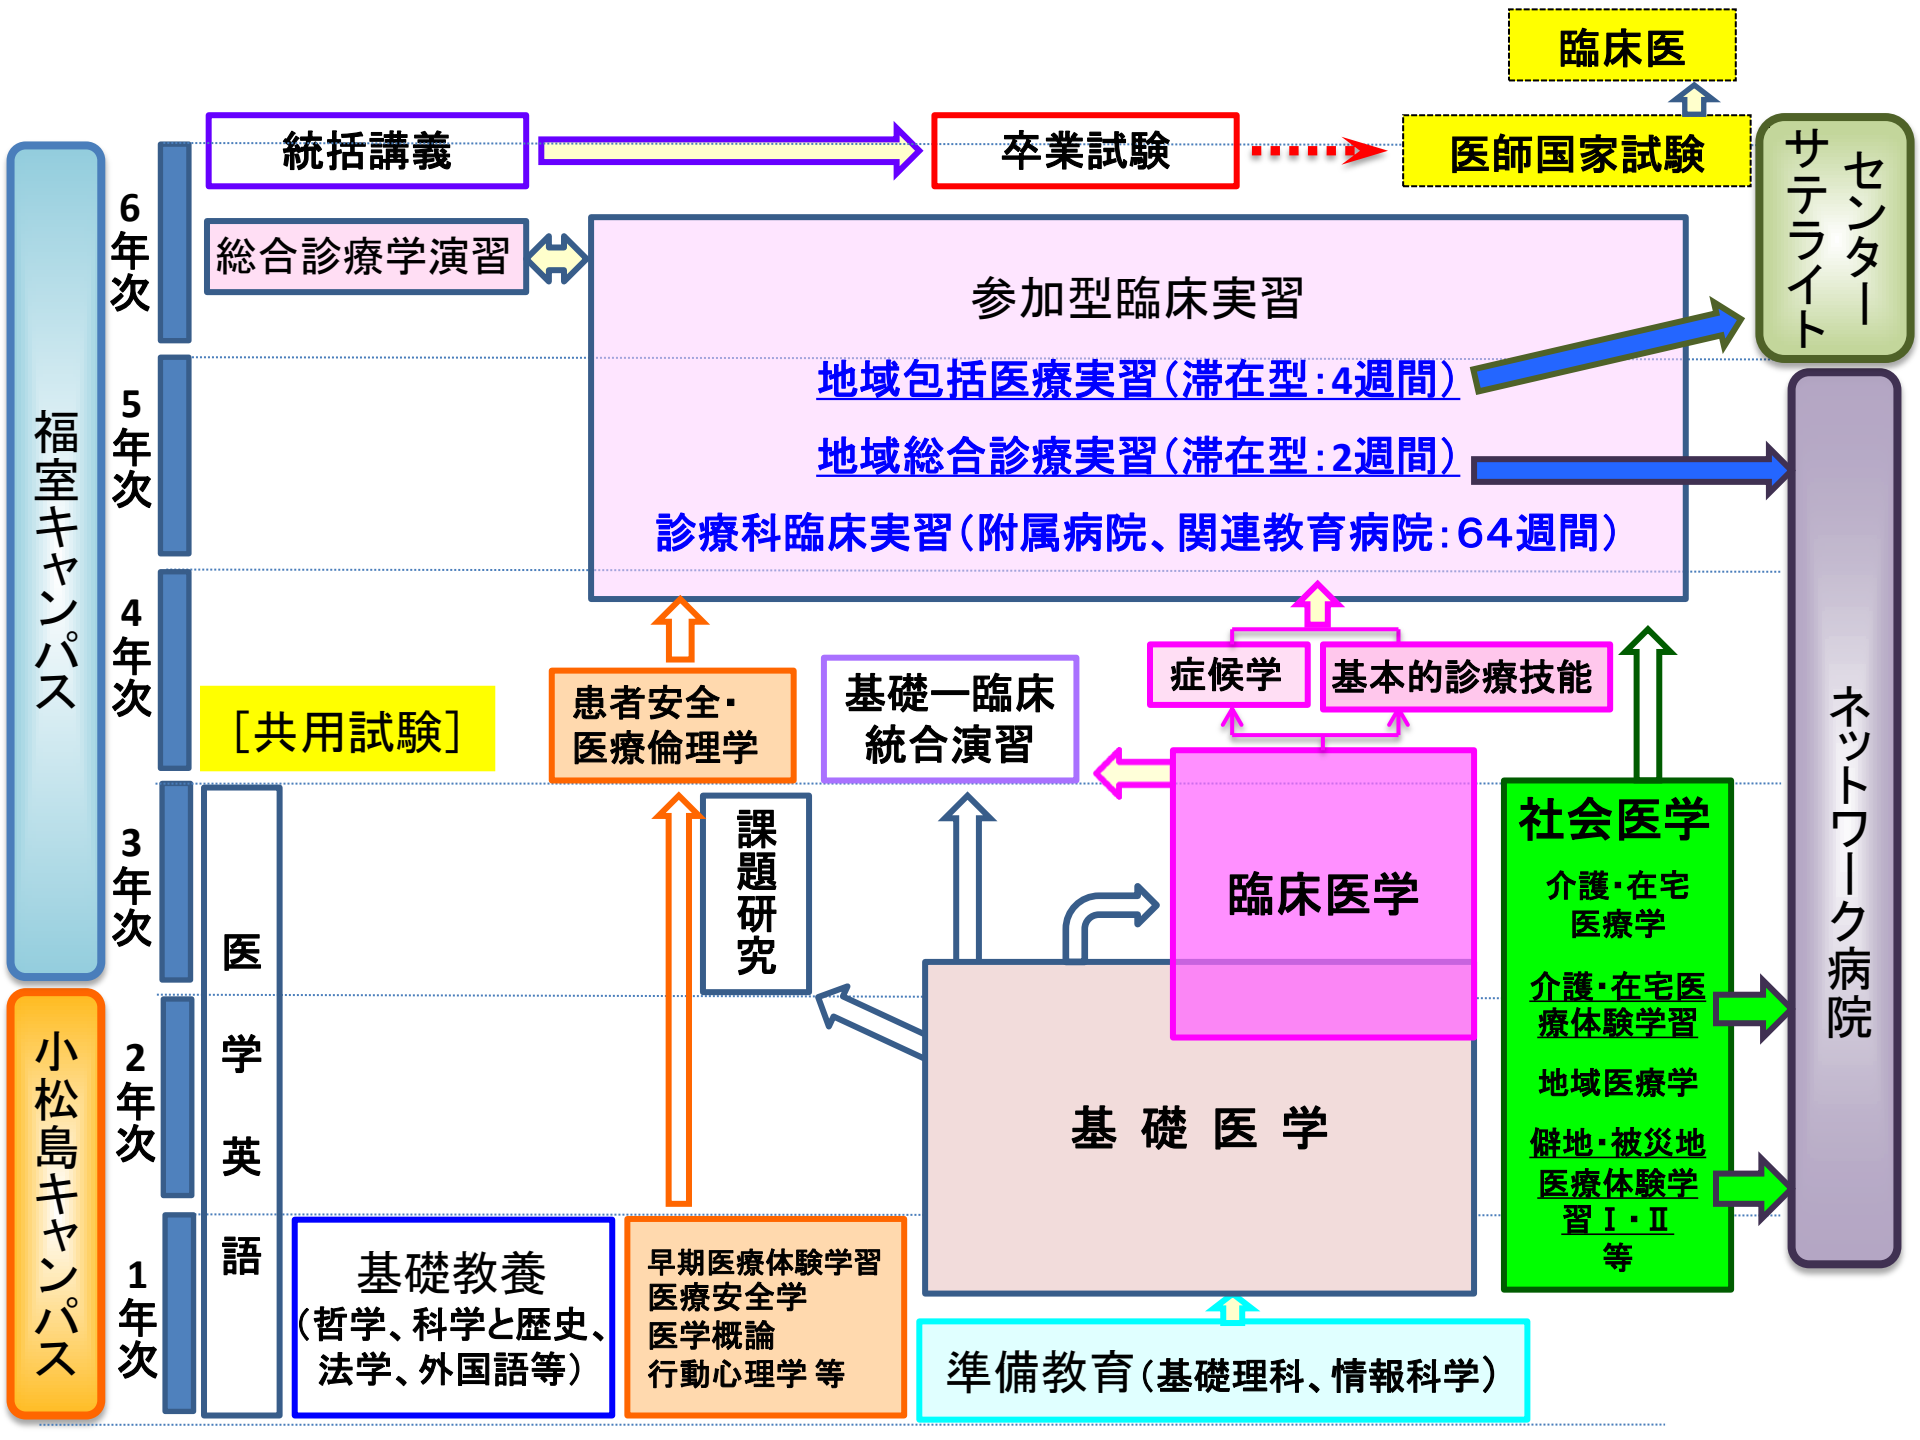 臨床医
統括講義
卒業試験
医師国家試験
サテライト
センター
福室キャンパス
6
年
次
総合診療学演習
参加型臨床実習
地域包括医療実習（滞在型：4週間）
5
年
次
地域総合診療実習（滞在型：2週間）
診療科臨床実習（附属病院、関連教育病院：64週間）
ネットワーク病院
4
年
次
［共用試験］
患者安全・
医療倫理学
基礎ー臨床
統合演習
症候学
基本的診療技能
3
年
次
医学英語
課題研究
臨床医学
社会医学
介護・在宅
医療学
介護・在宅医
療体験学習
地域医療学
僻地・被災地
医療体験学
習Ⅰ・Ⅱ
等
小松島キャンパス
2
年
次
基礎医学
1
年
次
基礎教養
（哲学、科学と歴史、
法学、外国語等）
早期医療体験学習
医療安全学
医学概論
行動心理学 等
準備教育（基礎理科、情報科学）